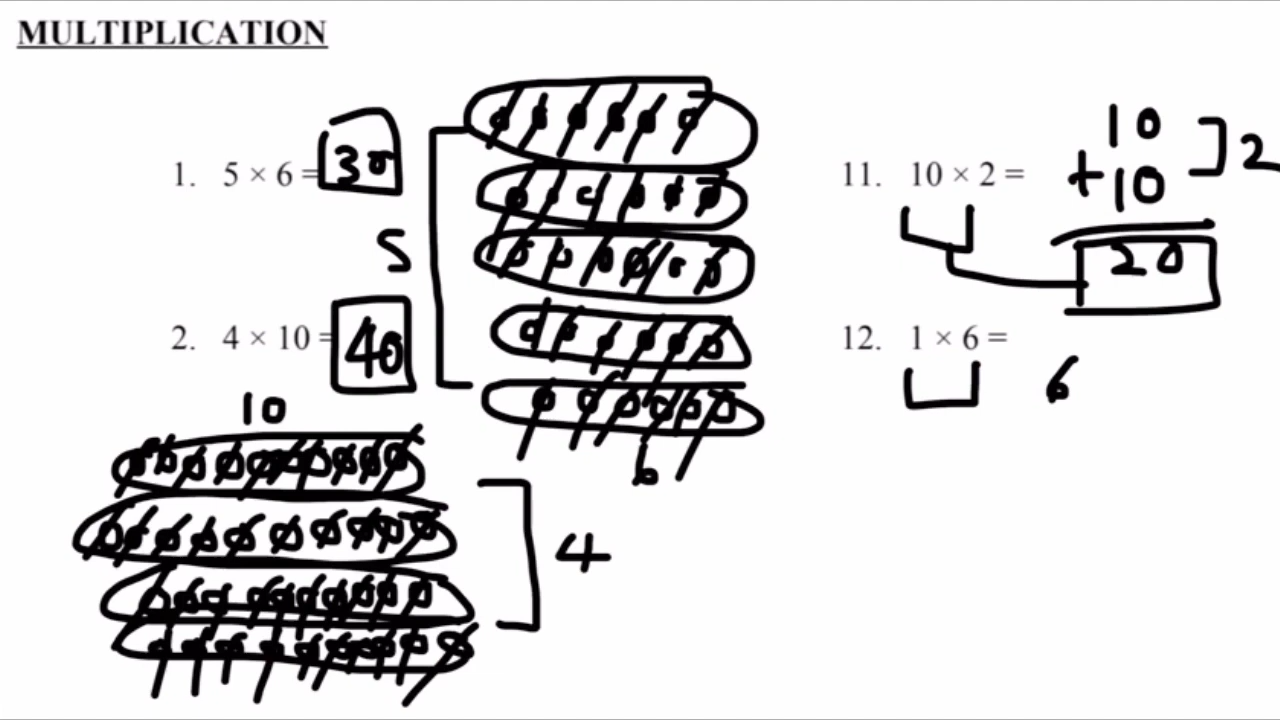 MULTIPLICATION
1. 5 × 6 = 30
5
6
2. 4 × 10 = 40
10
4
11. 10 × 2 =
10
+ 10
2
20
12. 1 × 6 =
6